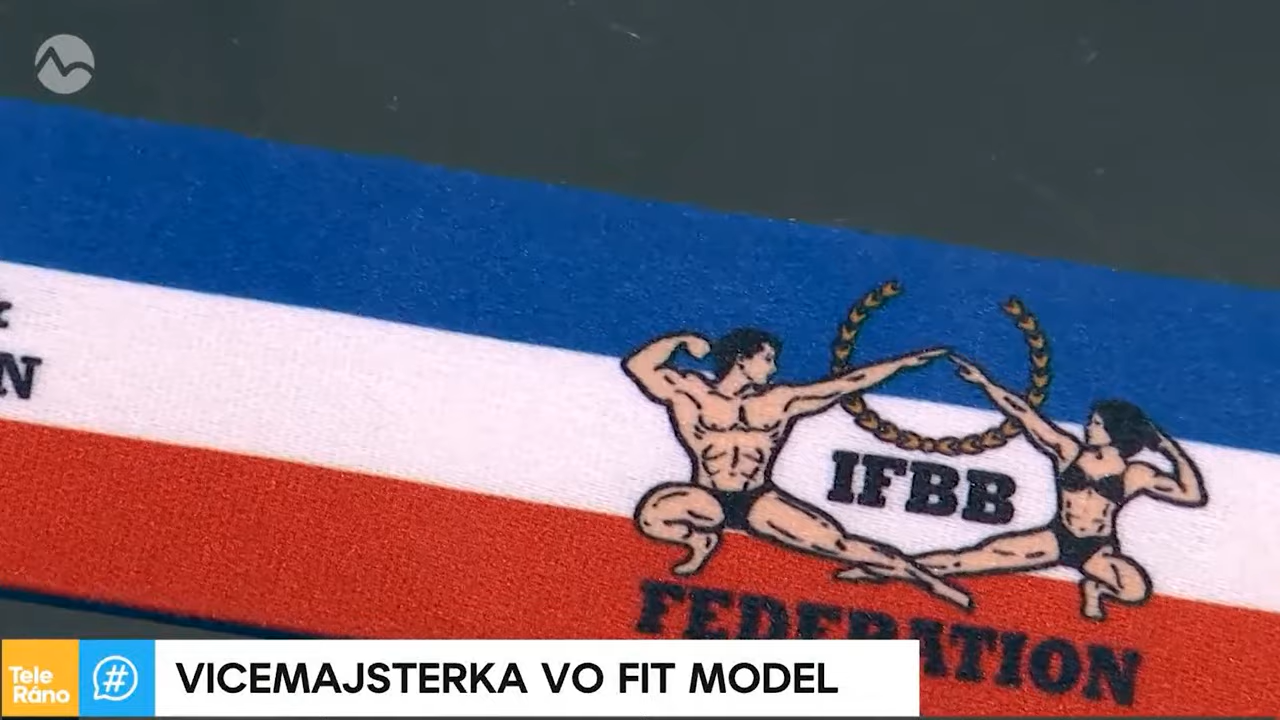 N
IFBB
FEDERATION
Tele
Ráno
#
VICEMAJSTERKA VO FIT MODEL